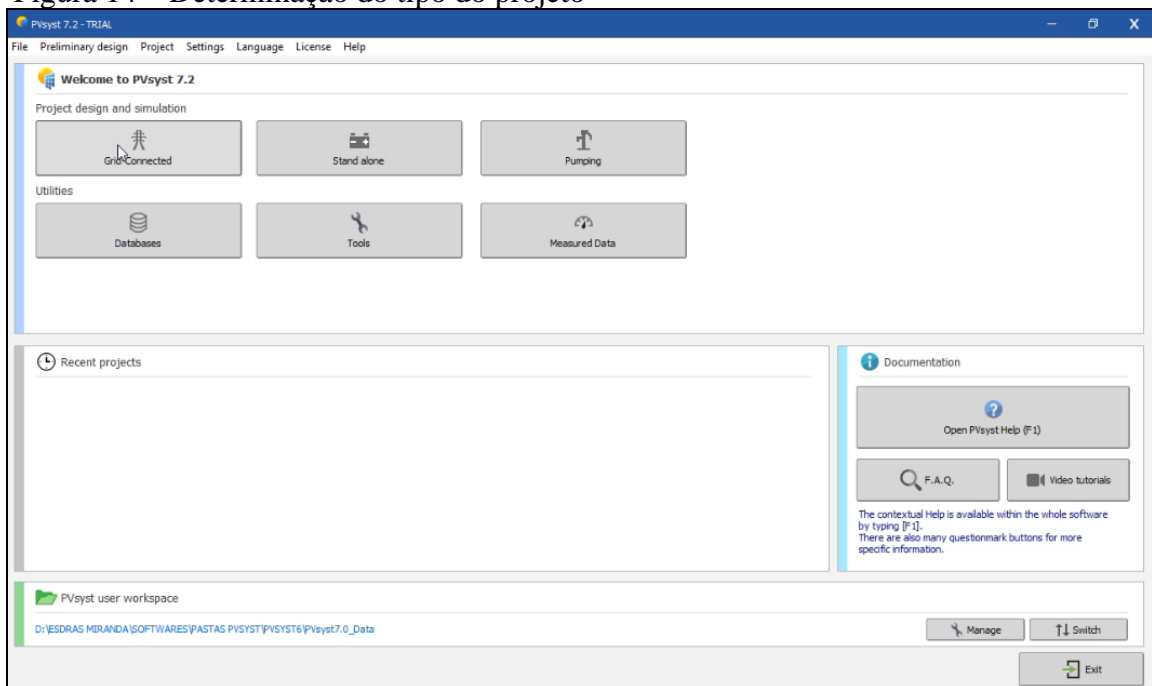 Figura 14 – Determinação do tipo do projeto
PVsyst 7.2 - TRIAL
File Preliminary design Project Settings Language License Help
Welcome to PVsyst 7.2
Project design and simulation
Grid-Connected
Stand alone
Pumping
Utilities
Databases
Tools
Measured Data
Recent projects
Documentation
Open PVsyst Help (F1)
F.A.Q.
Video tutorials
The contextual Help is available within the whole software
by typing [F1].
There are also many questionmark buttons for more
specific information.
PVsyst user workspace
D:\ESDRAS MIRANDA\SOFTWARES\PASTAS PVSYST\PVSYST6\PVsyst7.0_Data
Manage
Switch
Exit